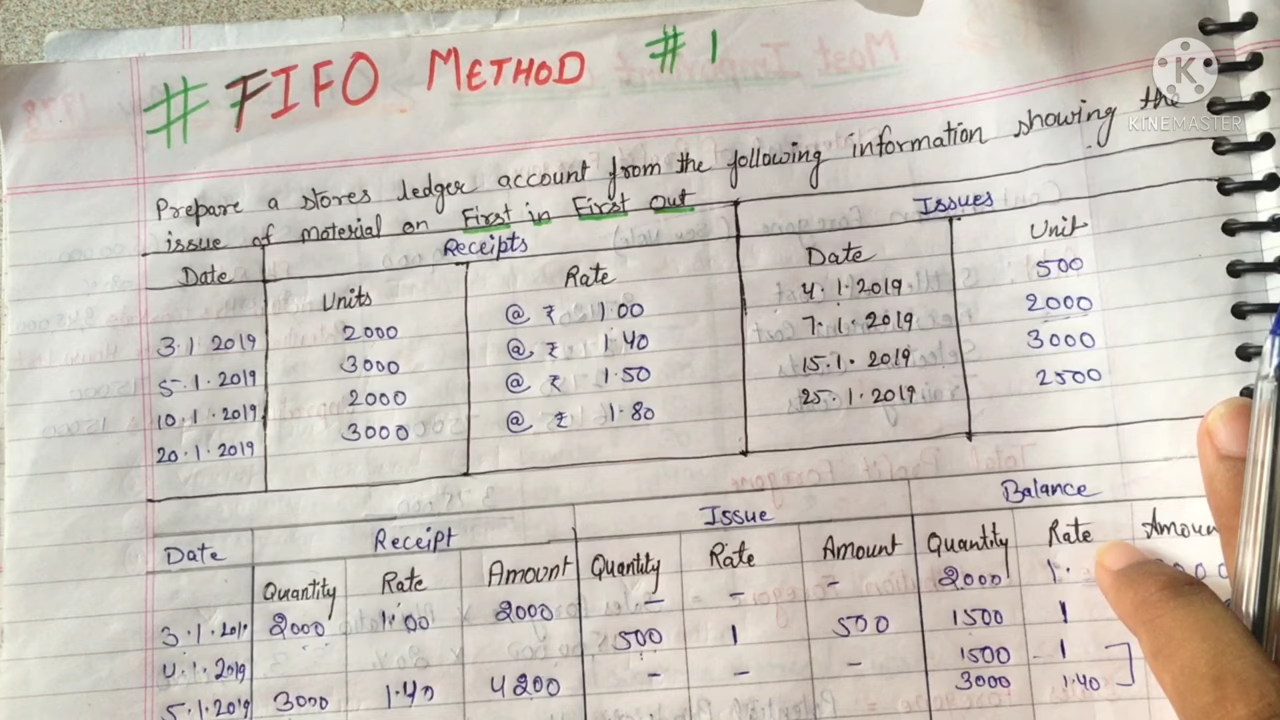 # FIFO METHOD # 1
KINEMASTER
Prepare a stores ledger account from the following information showing the
issue of material on First in First Out
Receipts Issues
Date Units Rate Date Unit
3.1.2019 2000 @ ₹ 1.00 4.1.2019 500
5.1.2019 3000 @ ₹ 1.40 7.1.2019 2000
10.1.2019 2000 @ ₹ 1.50 15.1.2019 3000
20.1.2019 3000 @ ₹ 1.80 25.1.2019 2500
Date Receipt Issue Balance
Quantity Rate Amount Quantity Rate Amount Quantity Rate
3.1.2019 2000 1.00 2000 - - - 2000
4.1.2019 500 1 500 1500 1
1500 1
5.1.2019 3000 1.40 4200 - - - 3000 1.40